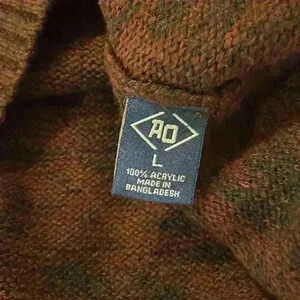 <AO>
L
100% ACRYLIC
MADE IN
BANGLADESH